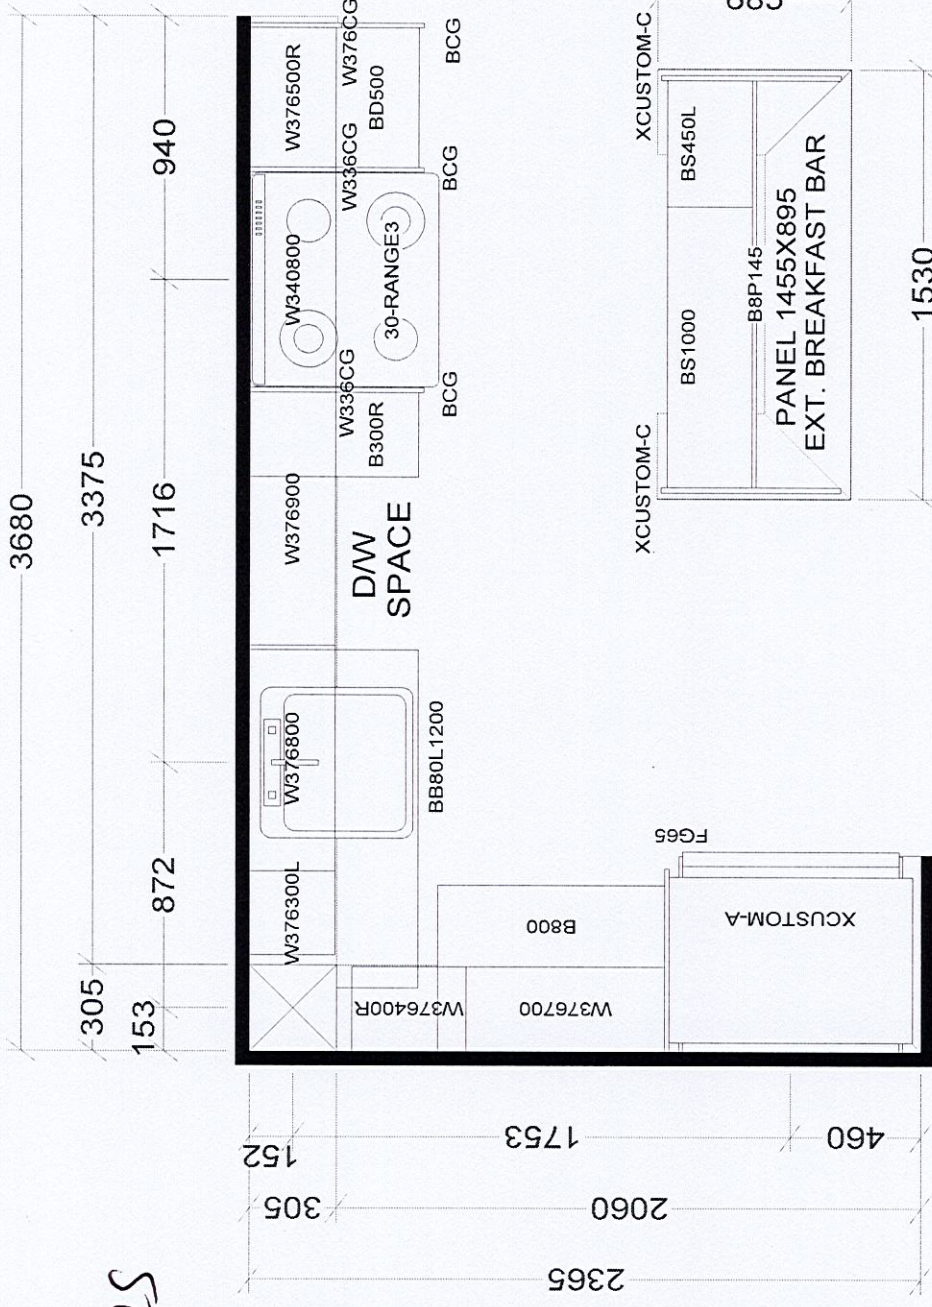 3680
3375
305
940
1716
872
153
W376500R
W376CG
BD500
BCG
W336CG
BCG
W340800
30-RANGE3
W336CG
B300R
BCG
W376900
D/W
SPACE
W376800
BB80L1200
W376300L
W376400R
W376700
B800
FG65
XCUSTOM-A
XCUSTOM-C
XCUSTOM-C
BS450L
BS1000
B8P145
PANEL 1455X895
EXT. BREAKFAST BAR
1530
152
1753
460
305
2060
2365